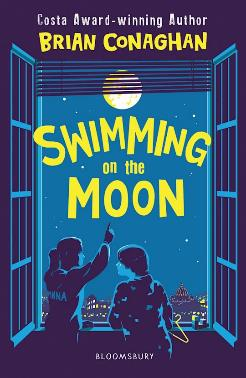 Costa Award-winning Author
BRIAN CONAGHAN
SWIMMING
on the
MOON
BLOOMSBURY